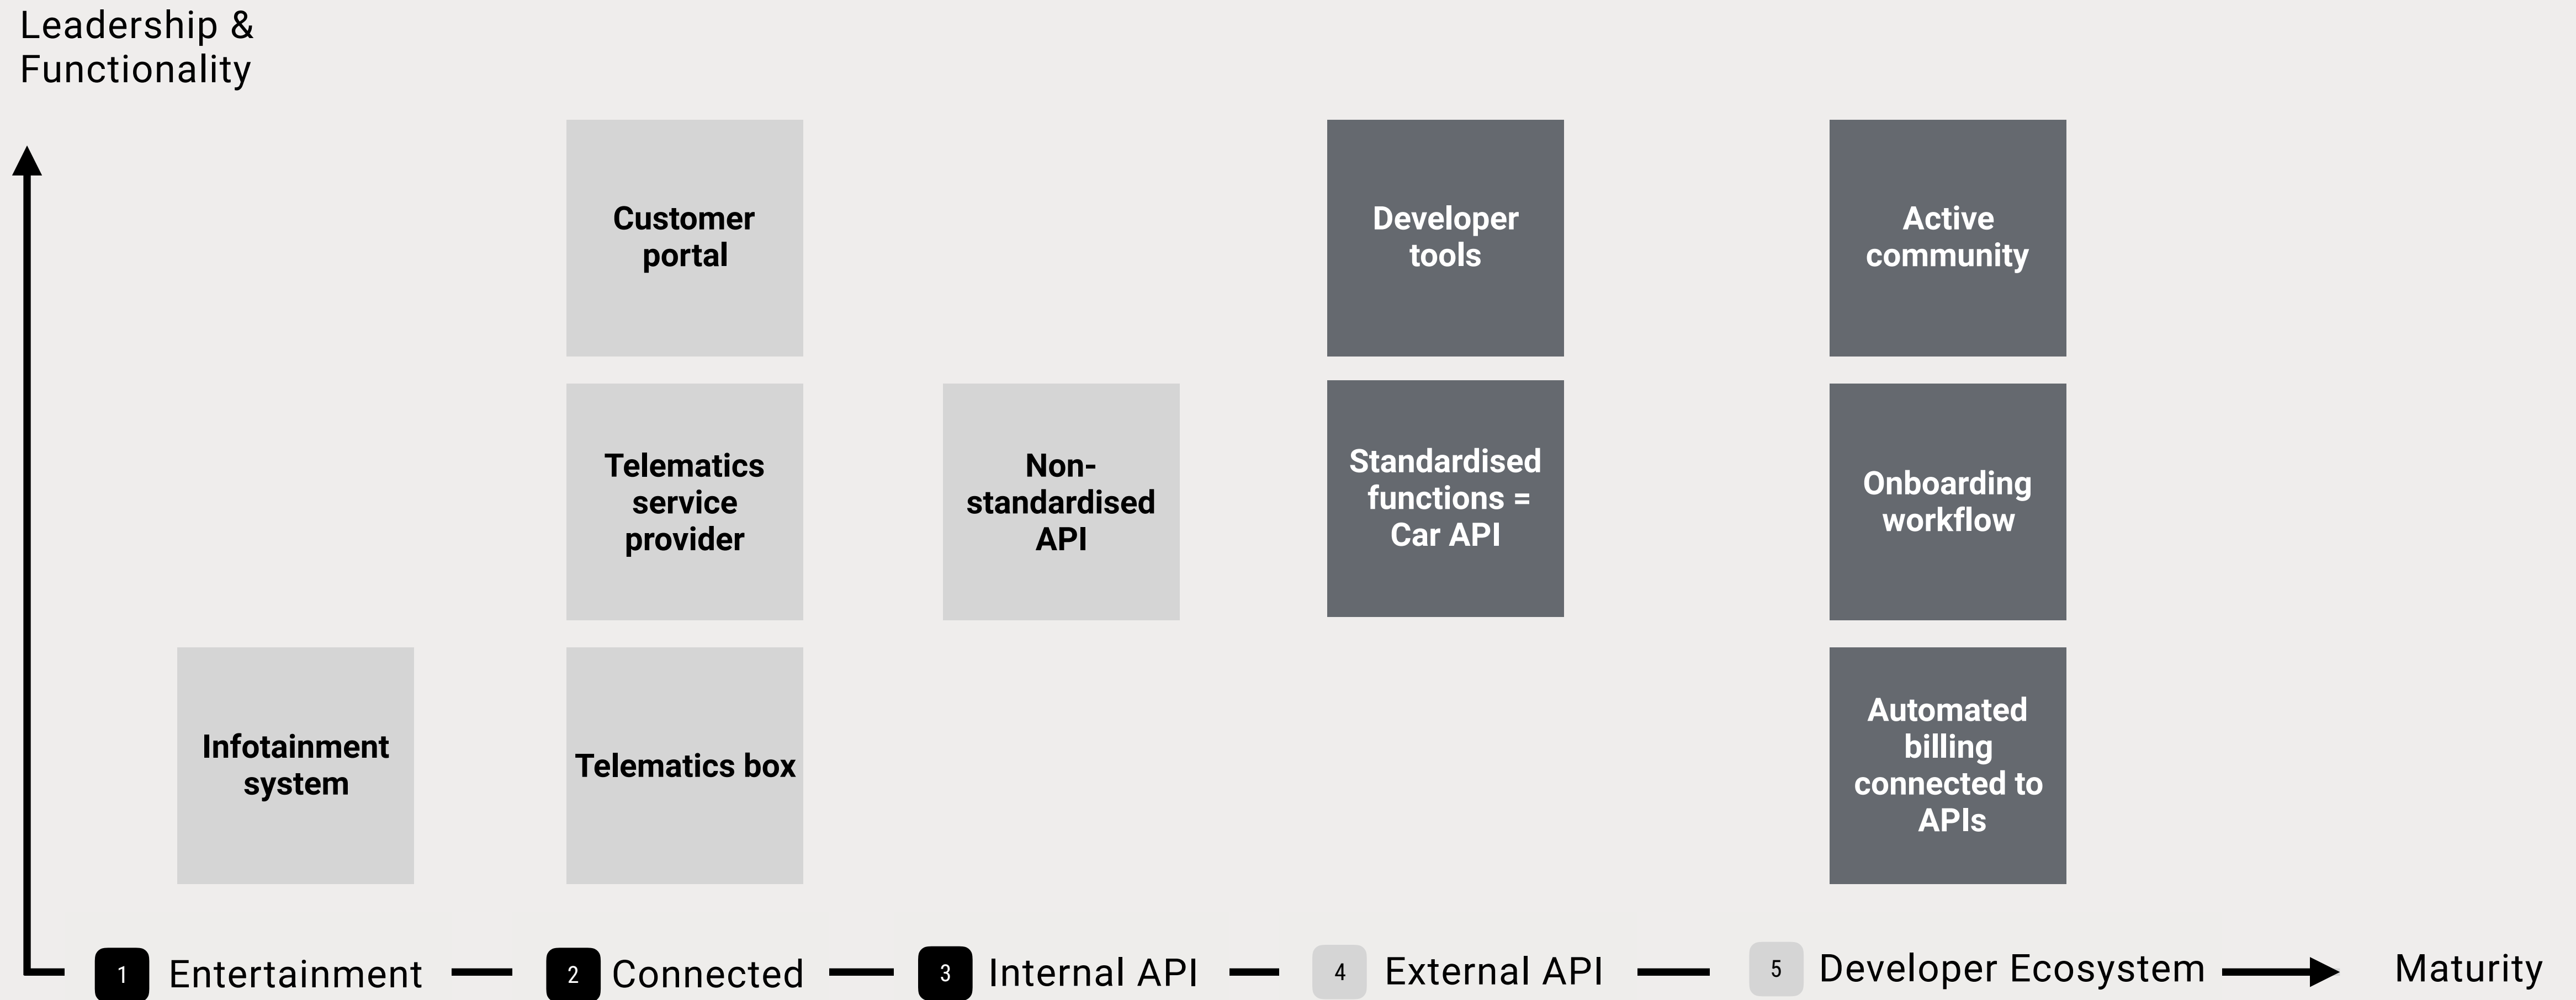 Leadership &
Functionality
Customer
portal
Developer
tools
Active
community
Telematics
service
provider
Non-
standardised
API
Standardised
functions =
Car API
Onboarding
workflow
Infotainment
system
Telematics box
Automated
billing
connected to
APIs
1 Entertainment 2 Connected 3 Internal API 4 External API 5 Developer Ecosystem Maturity